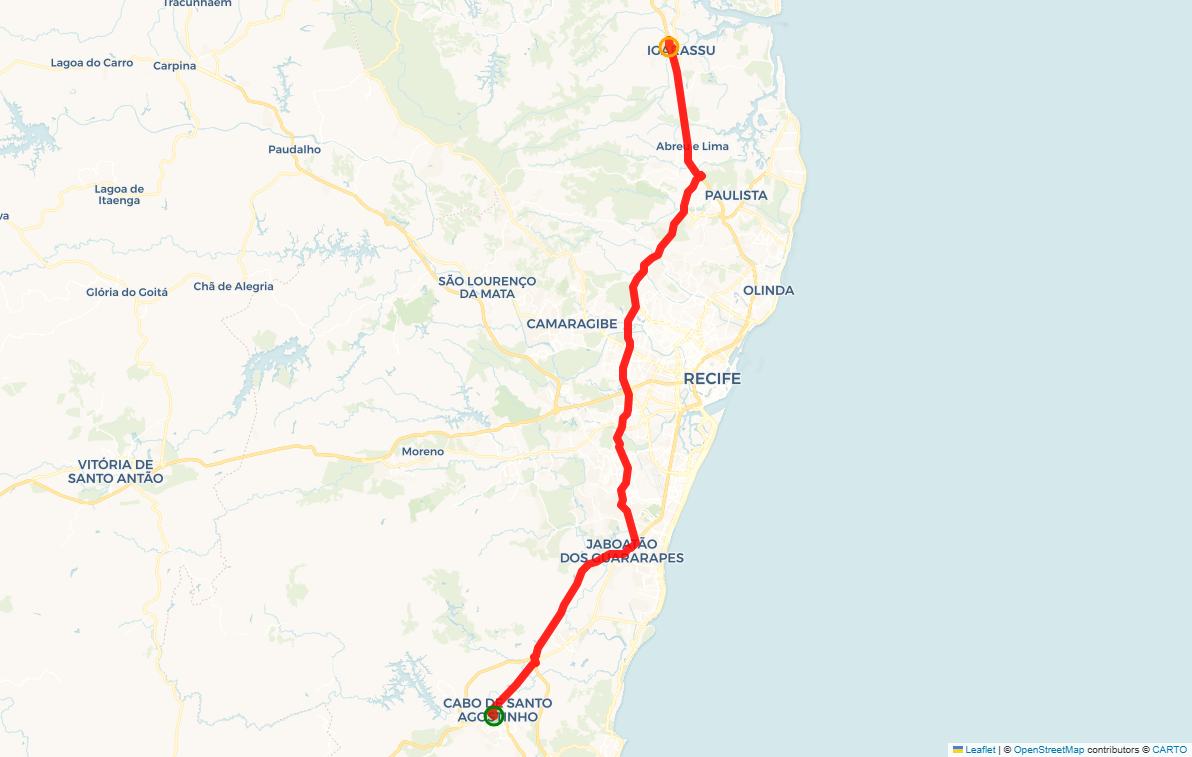 Tracunhaém
IGARASSU
Lagoa do Carro
Carpina
Abreu e Lima
Paudalho
Lagoa de
Itaenga
PAULISTA
va
SÃO LOURENÇO
DA MATA
Glória do Goitá
Chã de Alegria
OLINDA
CAMARAGIBE
RECIFE
Moreno
VITÓRIA DE
SANTO ANTÃO
JABOATÃO
DOS GUARARAPES
CABO DE SANTO
AGOSTINHO
Leaflet | © OpenStreetMap contributors © CARTO